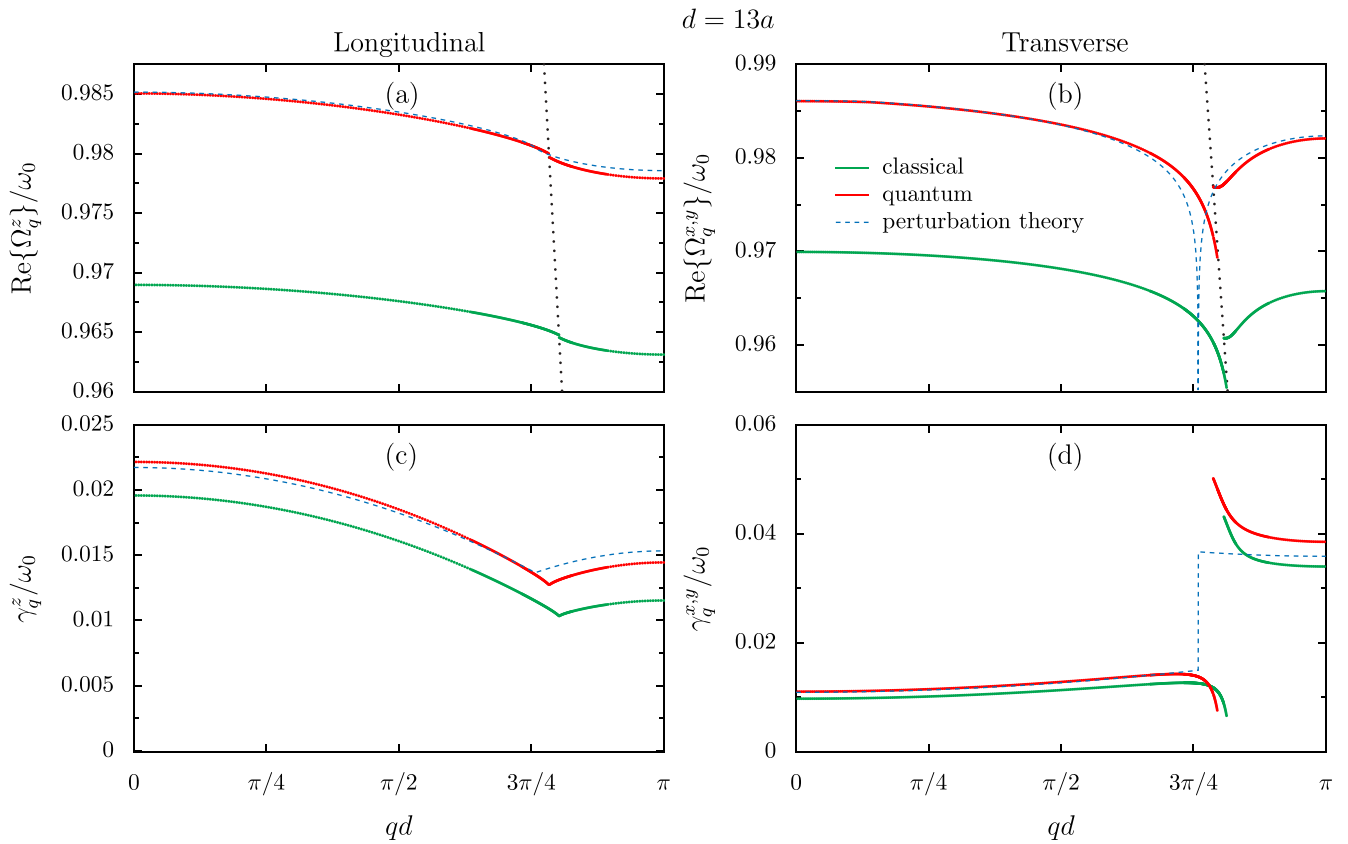 d = 13a
Longitudinal
Transverse
(a)
Re{Ω_q^z}/ω_0
0.985
0.98
0.975
0.97
0.965
0.96
(b)
Re{Ω_q^{x,y}}/ω_0
0.99
0.98
0.97
0.96
classical
quantum
perturbation theory
(c)
γ_q^z/ω_0
0.025
0.02
0.015
0.01
0.005
0
0 π/4 π/2 3π/4 π
qd
(d)
γ_q^{x,y}/ω_0
0.06
0.04
0.02
0
0 π/4 π/2 3π/4 π
qd